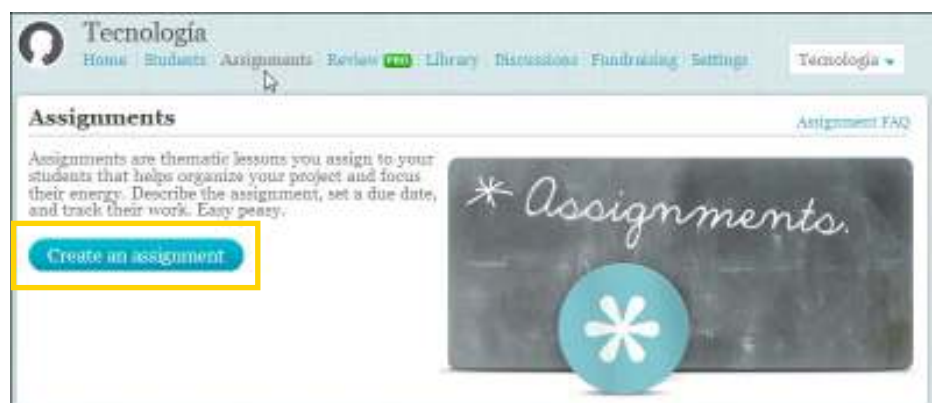 Tecnología
Home Students Assignments Review PRO Library Discussions Fundraising Settings
Tecnología
Assignments
Assignment FAQ
Assignments are thematic lessons you assign to your
students that helps organize your project and focus
their energy. Describe the assignment, set a due date,
and track their work. Easy peasy.
Create an assignment
* Assignments.